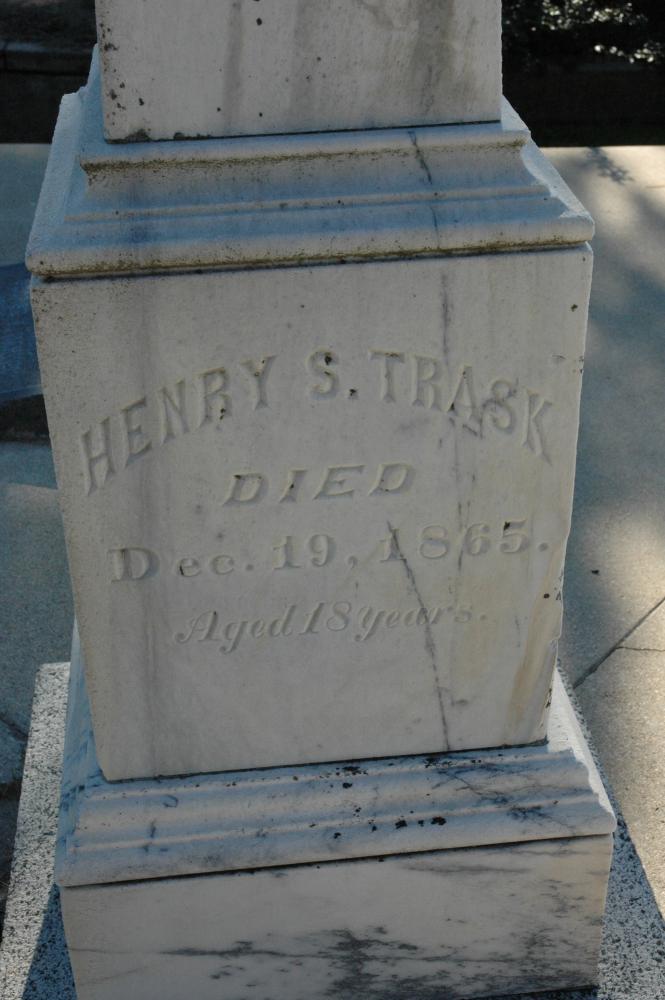 HENRY S. TRASK
DIED
Dec. 19, 1865.
Aged 18 years.